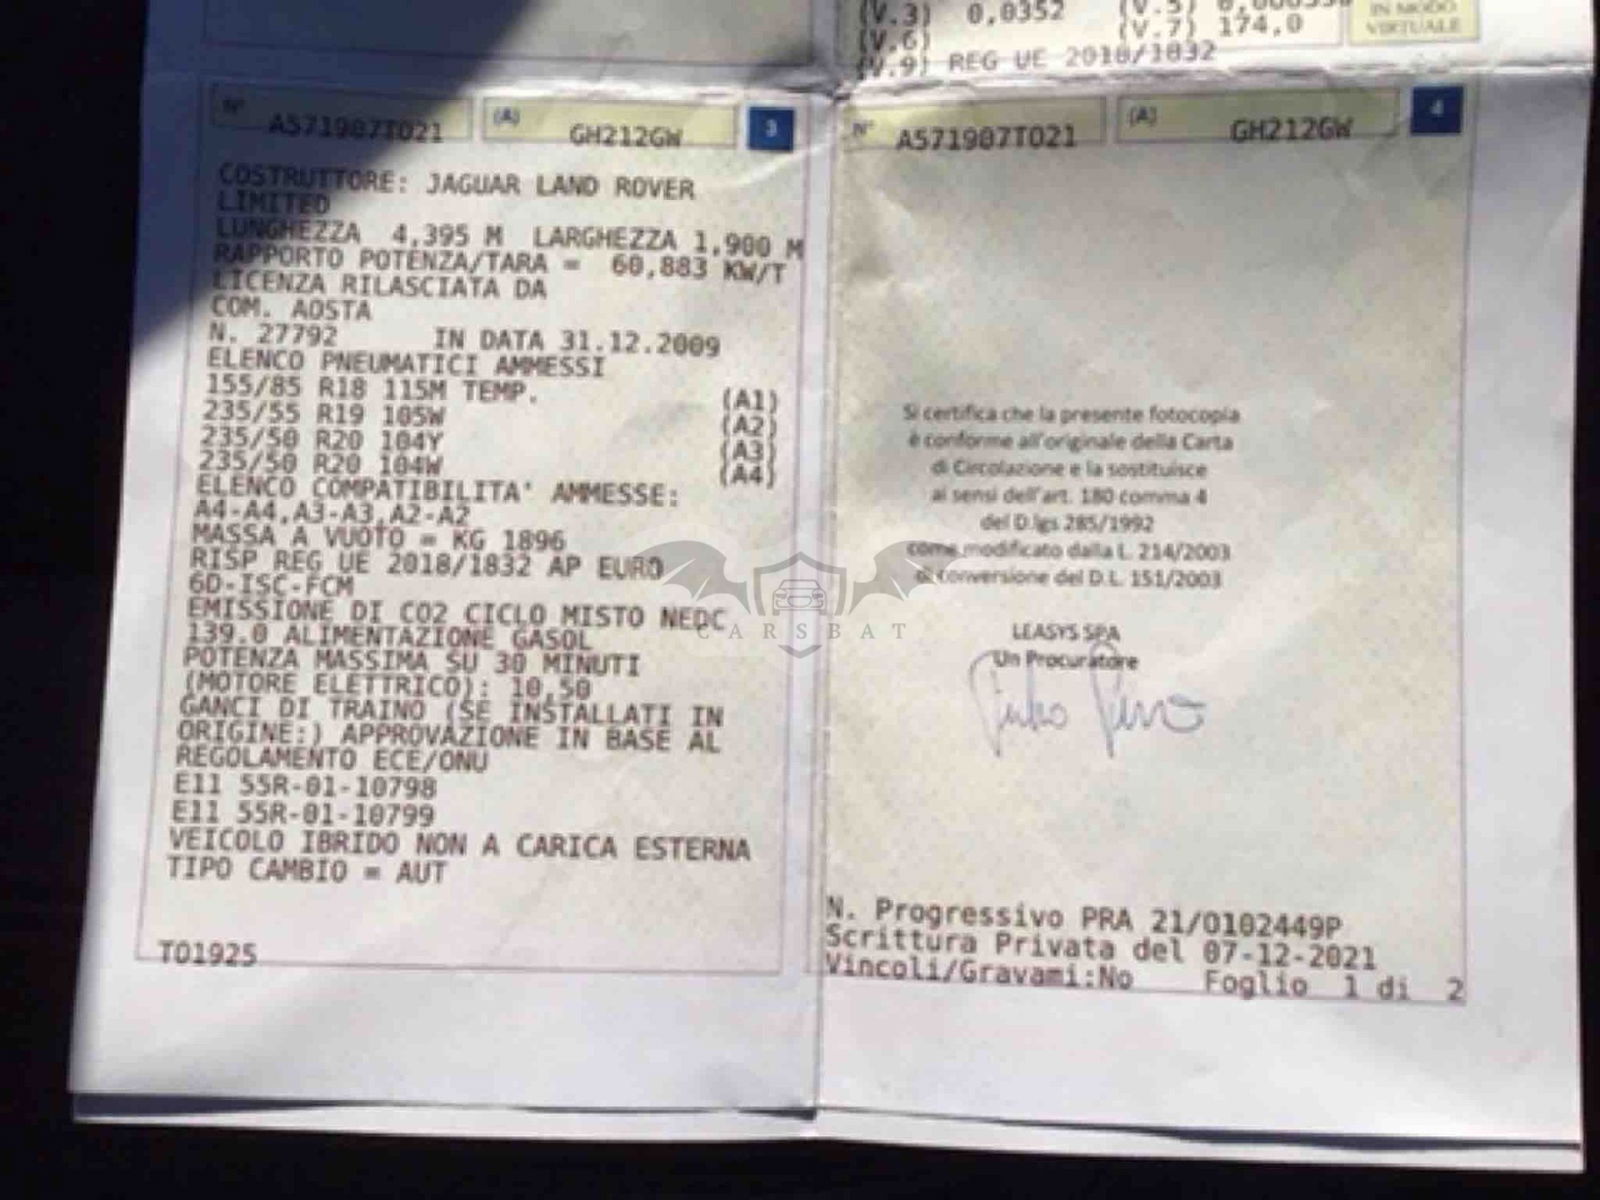 (V.3) 0,0352 (V.5)
(V.6) (V.7) 174,0
(V.9) REG UE 2018/1832
IN MODO
VIRTUALE
N° A571987T021 (A) GH212GW 3
COSTRUTTORE: JAGUAR LAND ROVER
LIMITED
LUNGHEZZA 4,395 M LARGHEZZA 1,900 M
RAPPORTO POTENZA/TARA = 60,883 KW/T
LICENZA RILASCIATA DA
COM. AOSTA
N. 27792 IN DATA 31.12.2009
ELENCO PNEUMATICI AMMESSI
155/85 R18 115M TEMP. (A1)
235/55 R19 105W (A2)
235/50 R20 104Y (A3)
235/50 R20 104W (A4)
ELENCO COMPATIBILITA' AMMESSE:
A4-A4,A3-A3,A2-A2
MASSA A VUOTO = KG 1896
RISP REG UE 2018/1832 AP EURO
6D-ISC-FCM
EMISSIONE DI CO2 CICLO MISTO NEDC
139.0 ALIMENTAZIONE GASOL
POTENZA MASSIMA SU 30 MINUTI
(MOTORE ELETTRICO): 10,50
GANCI DI TRAINO (SE INSTALLATI IN
ORIGINE:) APPROVAZIONE IN BASE AL
REGOLAMENTO ECE/ONU
E11 55R-01-10798
E11 55R-01-10799
VEICOLO IBRIDO NON A CARICA ESTERNA
TIPO CAMBIO = AUT
T01925
N° A571987T021 (A) GH212GW 4
Si certifica che la presente fotocopia
è conforme all'originale della Carta
di Circolazione e la sostituisce
ai sensi dell'art. 180 comma 4
del D.lgs 285/1992
come modificato dalla L. 214/2003
di conversione del D.L. 151/2003
LEASYS SPA
Un Procuratore
N. Progressivo PRA 21/0102449P
Scrittura Privata del 07-12-2021
Vincoli/Gravami:No Foglio 1 di 2
CARSBAT